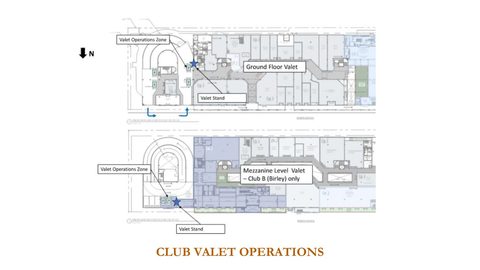 Valet Operations Zone
N
Ground Floor Valet
Valet Stand
Valet Operations Zone
Mezzanine Level Valet
– Club B (Birley) only
Valet Stand
CLUB VALET OPERATIONS